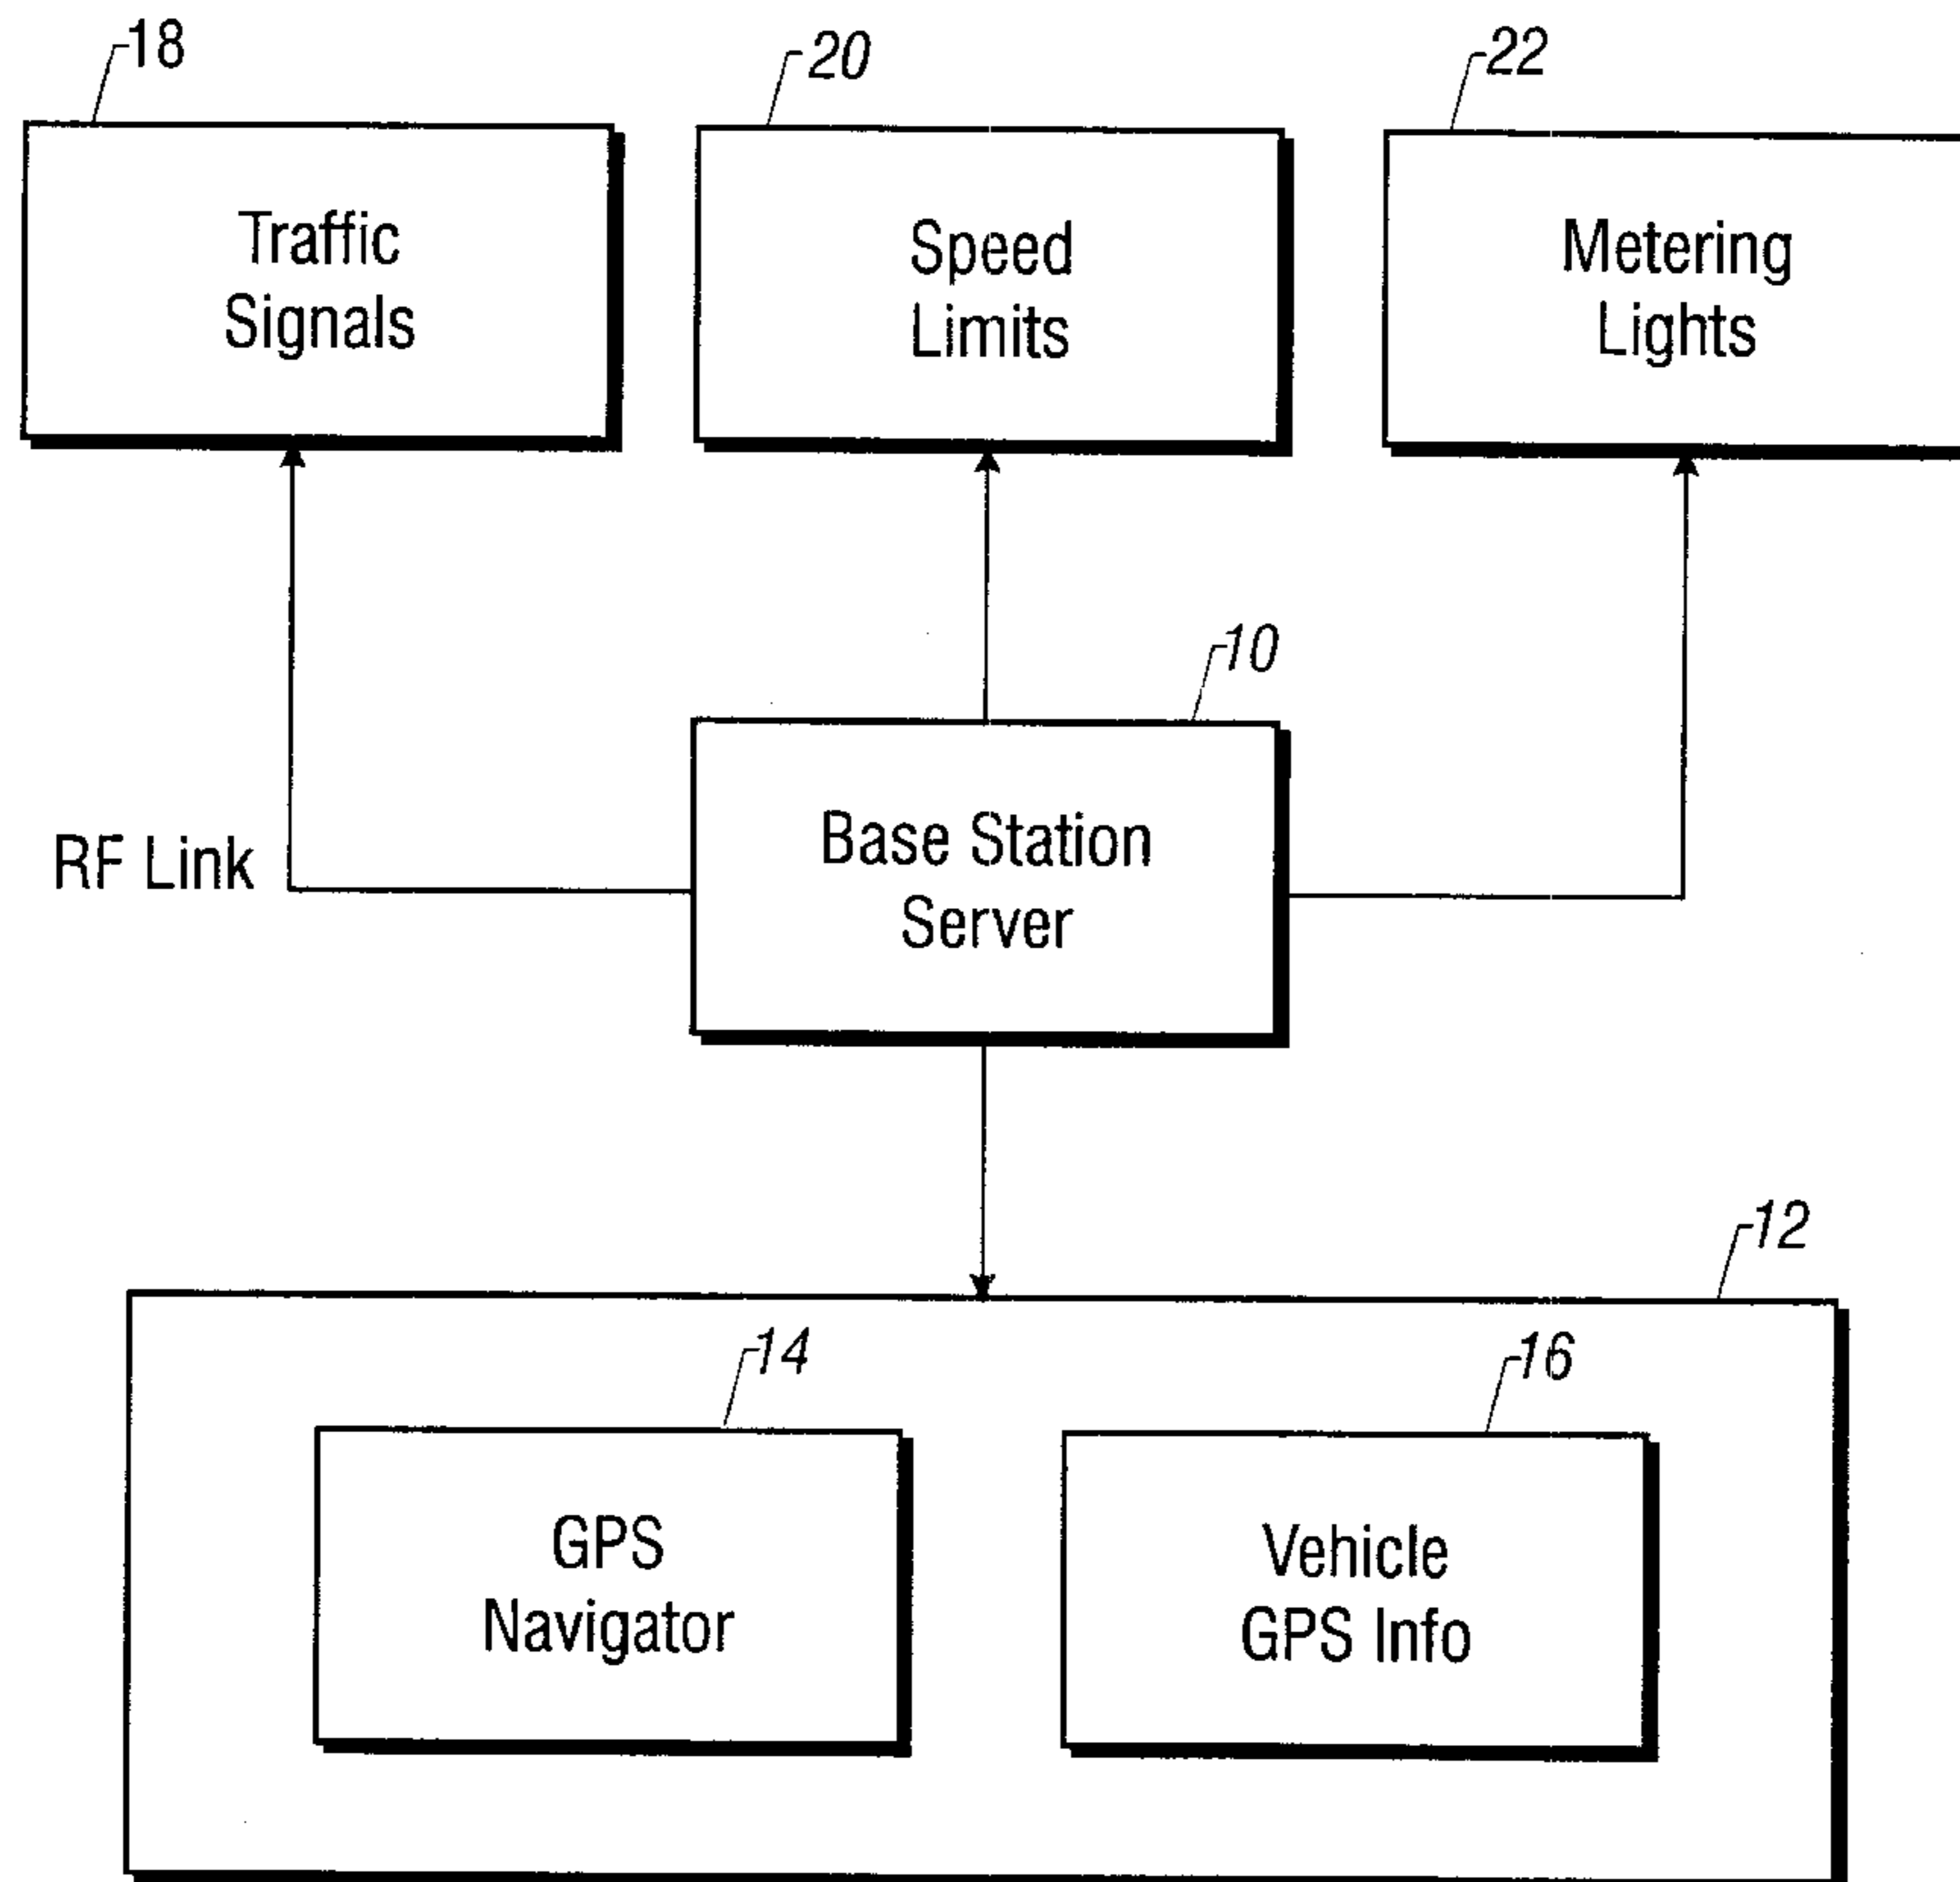 18
20
22
Traffic
Signals
Speed
Limits
Metering
Lights
10
RF Link
Base Station
Server
12
14
16
GPS
Navigator
Vehicle
GPS Info